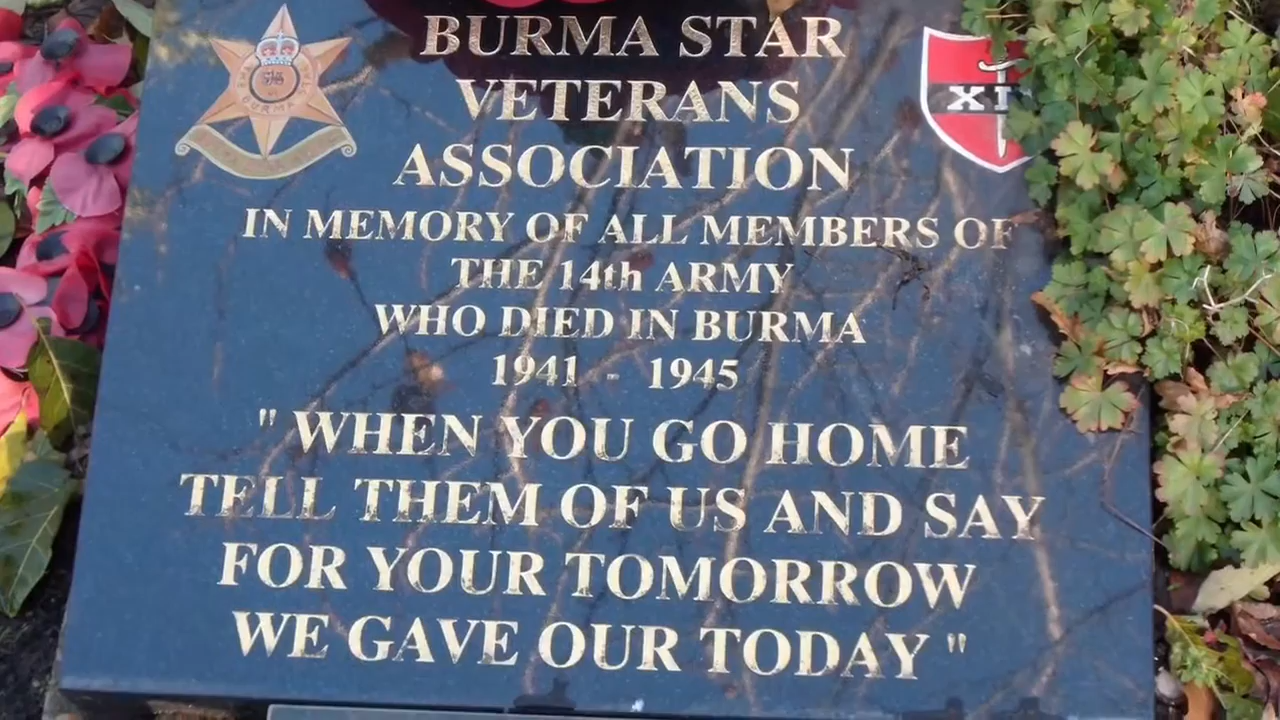 BURMA STAR
VETERANS
ASSOCIATION
IN MEMORY OF ALL MEMBERS OF
THE 14th ARMY
WHO DIED IN BURMA
1941 - 1945
" WHEN YOU GO HOME
TELL THEM OF US AND SAY
FOR YOUR TOMORROW
WE GAVE OUR TODAY "